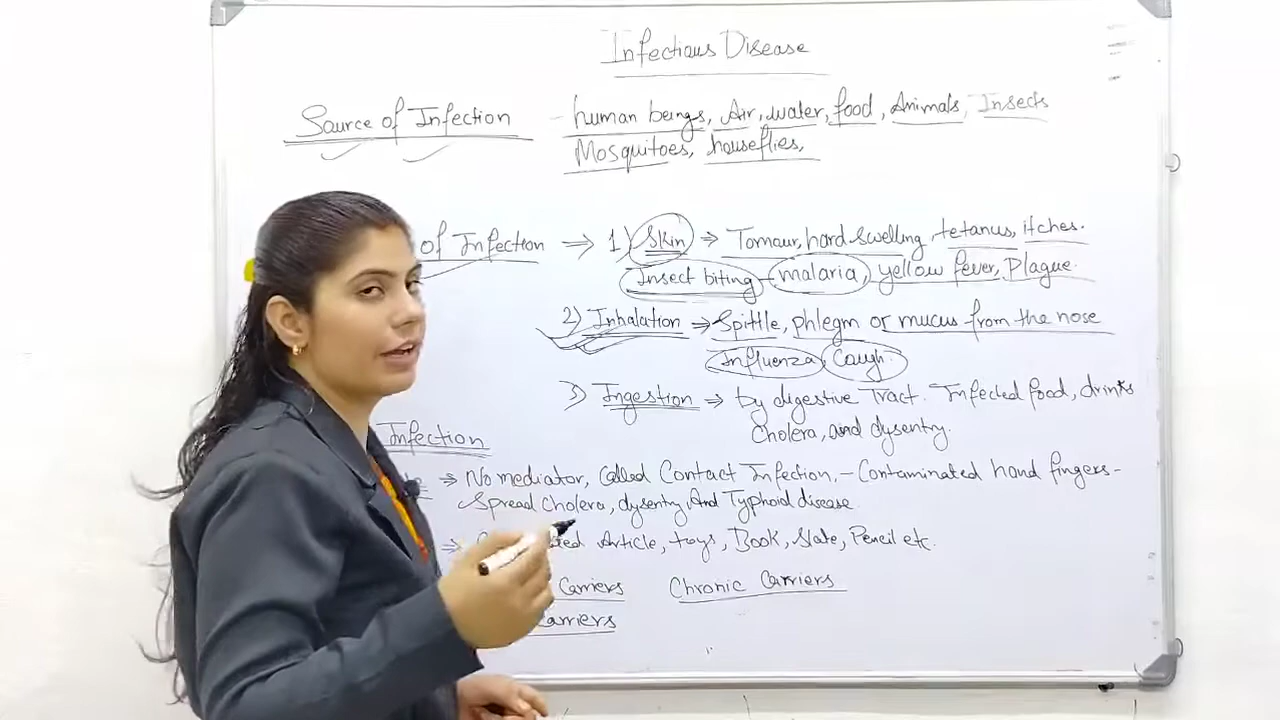 Infectious Disease
Source of Infection - human beings, Air, water, food, Animals, Insects
Mosquitoes, houseflies,
of Infection ⇒ 1) Skin ⇒ Tomour, hard swelling, tetanus, itches.
Insect biting - malaria, yellow fever, Plague.
2) Inhalation ⇒ Spittle, phlegm or mucus from the nose
Influenza, Caugh.
3) Ingestion ⇒ by digestive Tract. Infected food, drinks
Cholera, and dysentry.
Infection
⇒ No mediator, Called Contact Infection. - Contaminated hand fingers -
Spread Cholera, dysentry, And Typhoid disease.
⇒ Article, toys, Book, Slate, Pencil etc.
Carriers Chronic Carriers
Carriers